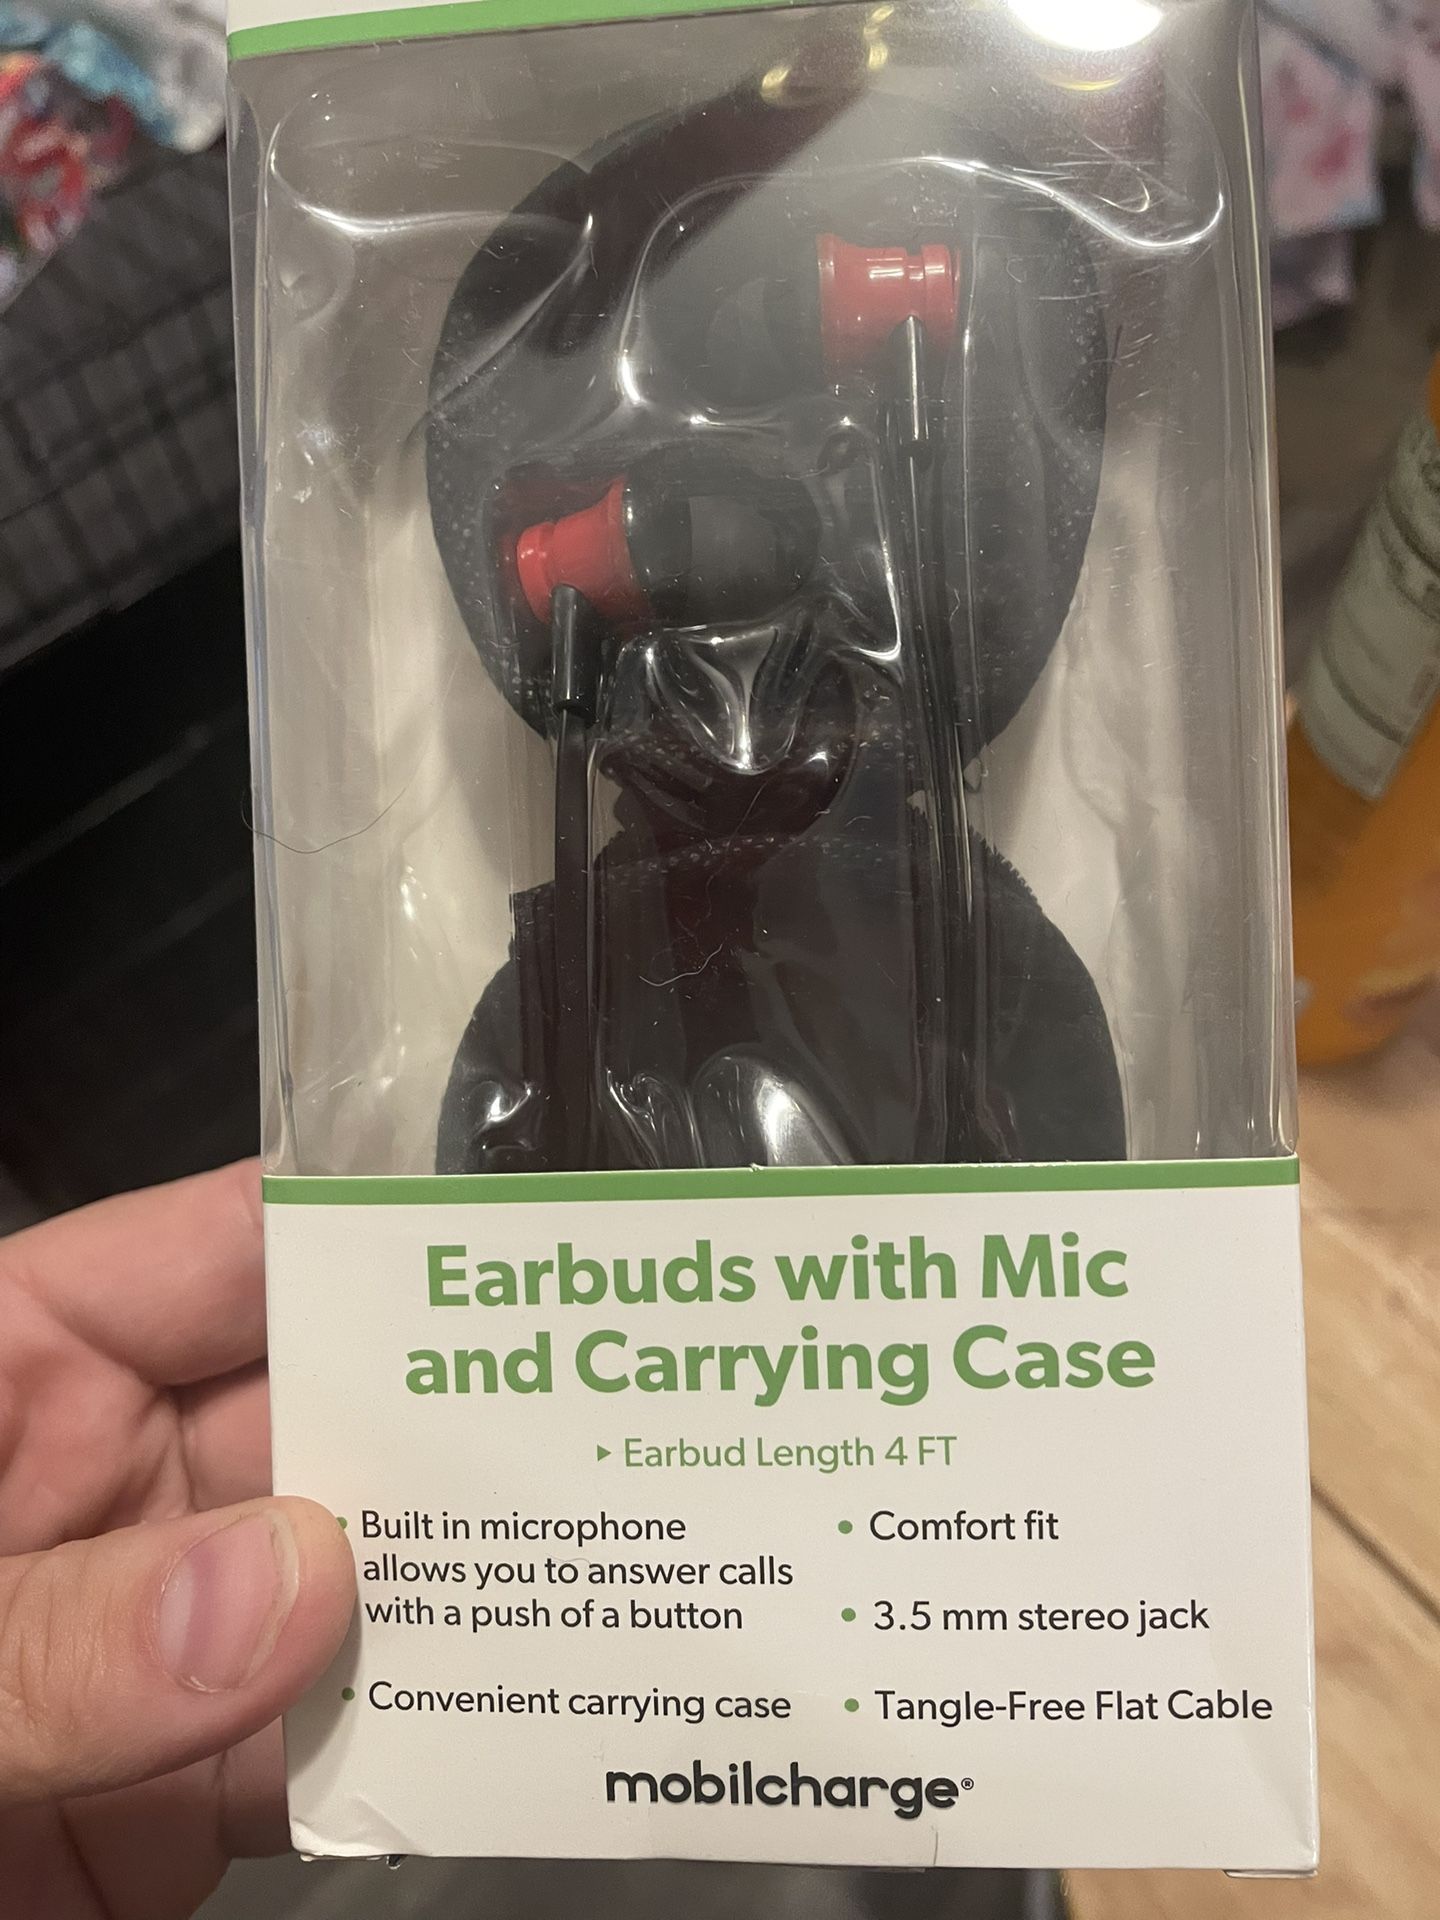 Earbuds with Mic
and Carrying Case
▸ Earbud Length 4 FT
• Built in microphone
allows you to answer calls
with a push of a button
• Convenient carrying case
• Comfort fit
• 3.5 mm stereo jack
• Tangle-Free Flat Cable
mobilcharge®